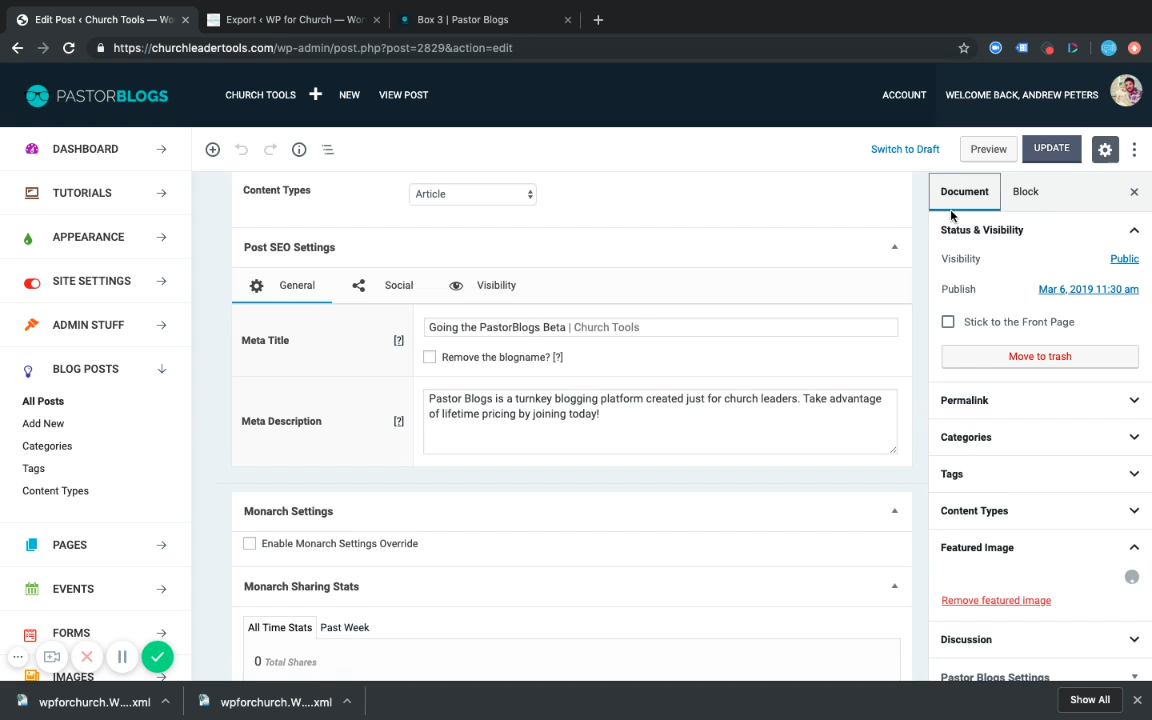 Edit Post ‹ Church Tools — Wo
Export ‹ WP for Church — Wor
Box 3 | Pastor Blogs
https://churchleadertools.com/wp-admin/post.php?post=2829&action=edit
PASTORBLOGS
CHURCH TOOLS
NEW
VIEW POST
ACCOUNT
WELCOME BACK, ANDREW PETERS
DASHBOARD
TUTORIALS
APPEARANCE
SITE SETTINGS
ADMIN STUFF
BLOG POSTS
All Posts
Add New
Categories
Tags
Content Types
PAGES
EVENTS
FORMS
IMAGES
Switch to Draft
Preview
UPDATE
Content Types
Article
Post SEO Settings
General
Social
Visibility
Meta Title
[?]
Going the PastorBlogs Beta | Church Tools
Remove the blogname? [?]
Meta Description
[?]
Pastor Blogs is a turnkey blogging platform created just for church leaders. Take advantage
of lifetime pricing by joining today!
Monarch Settings
Enable Monarch Settings Override
Monarch Sharing Stats
All Time Stats
Past Week
0 Total Shares
Document
Block
Status & Visibility
Visibility
Public
Publish
Mar 6, 2019 11:30 am
Stick to the Front Page
Move to trash
Permalink
Categories
Tags
Content Types
Featured Image
Remove featured image
Discussion
Pastor Blogs Settings
wpforchurch.W....xml
wpforchurch.W....xml
Show All